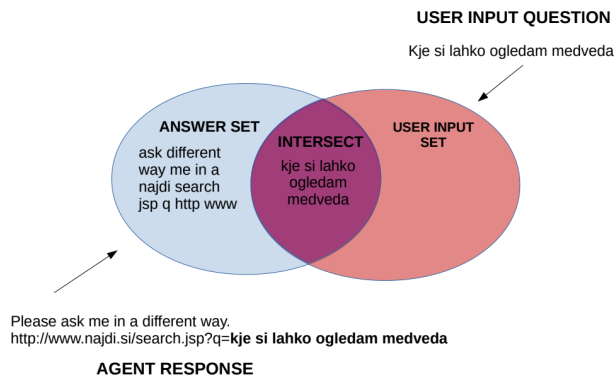 USER INPUT QUESTION
Kje si lahko ogledam medveda
ANSWER SET
ask different
way me in a
najdi search
jsp q http www
INTERSECT
kje si lahko
ogledam
medveda
USER INPUT
SET
Please ask me in a different way.
http://www.najdi.si/search.jsp?q=kje si lahko ogledam medveda
AGENT RESPONSE